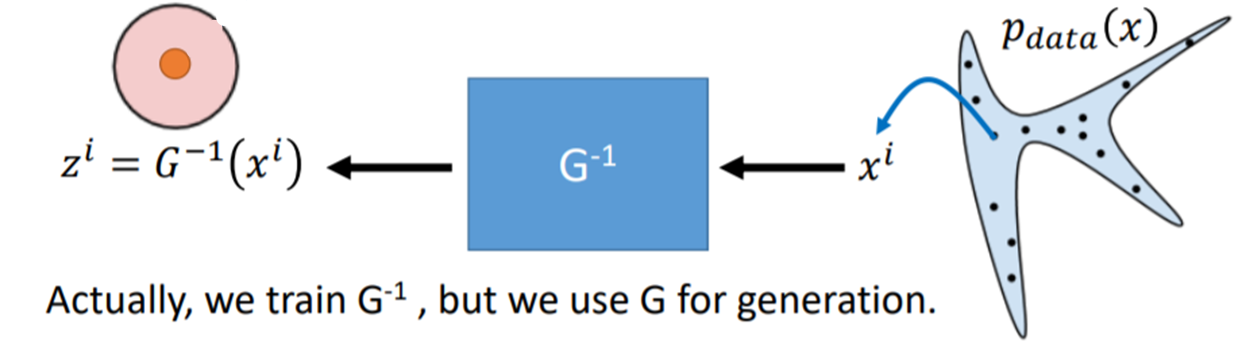 p_data(x)
z^i = G^{-1}(x^i)
G^{-1}
x^i
Actually, we train G^{-1} , but we use G for generation.